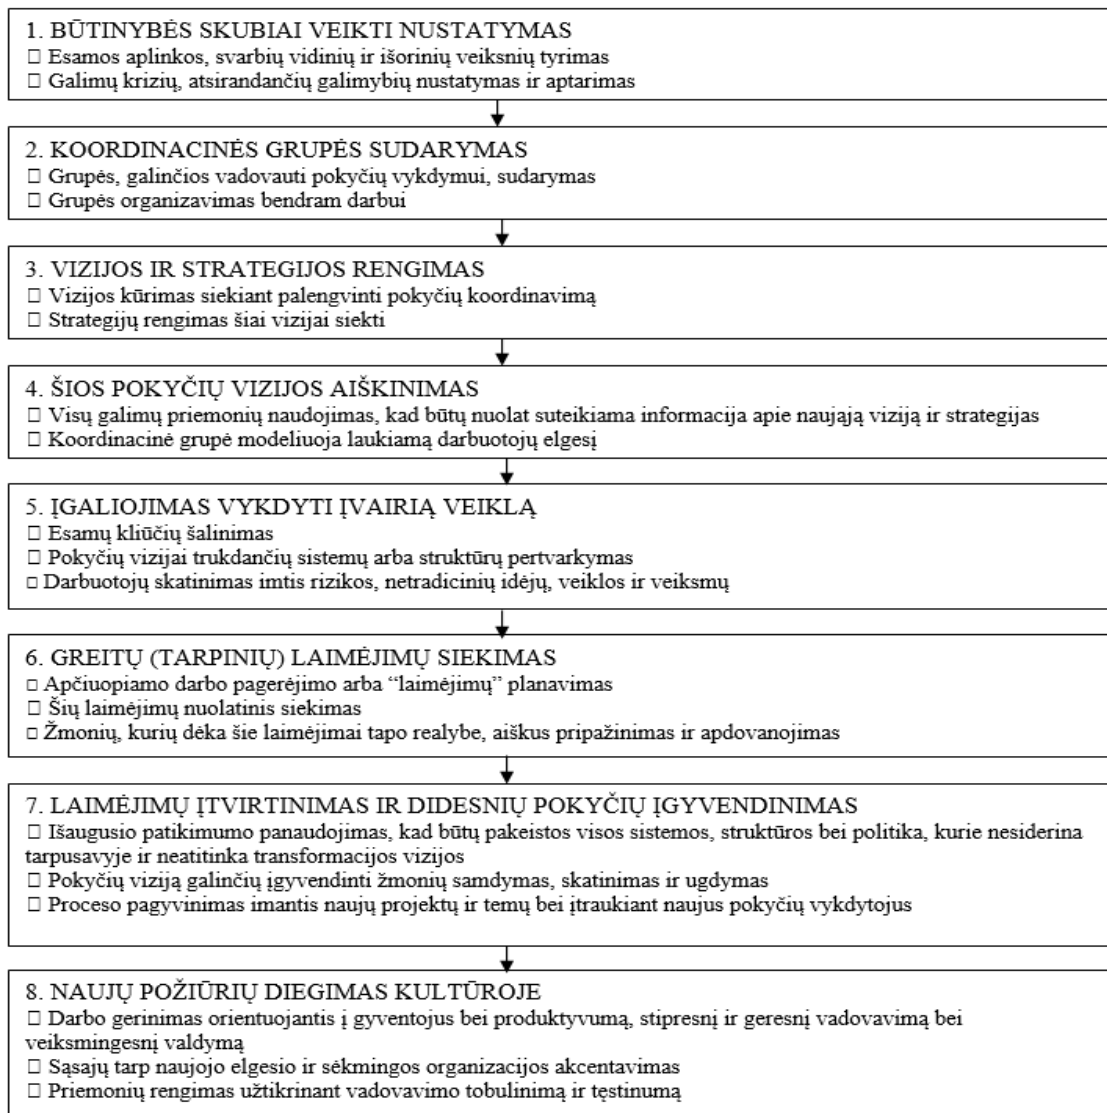 1. BŪTINYBĖS SKUBIAI VEIKTI NUSTATYMAS
□ Esamos aplinkos, svarbių vidinių ir išorinių veiksnių tyrimas
□ Galimų krizių, atsirandančių galimybių nustatymas ir aptarimas
2. KOORDINACINĖS GRUPĖS SUDARYMAS
□ Grupės, galinčios vadovauti pokyčių vykdymui, sudarymas
□ Grupės organizavimas bendram darbui
3. VIZIJOS IR STRATEGIJOS RENGIMAS
□ Vizijos kūrimas siekiant palengvinti pokyčių koordinavimą
□ Strategijų rengimas šiai vizijai siekti
4. ŠIOS POKYČIŲ VIZIJOS AIŠKINIMAS
□ Visų galimų priemonių naudojimas, kad būtų nuolat suteikiama informacija apie naująją viziją ir strategijas
□ Koordinacinė grupė modeliuoja laukiamą darbuotojų elgesį
5. ĮGALIOJIMAS VYKDYTI ĮVAIRIĄ VEIKLĄ
□ Esamų kliūčių šalinimas
□ Pokyčių vizijai trukdančių sistemų arba struktūrų pertvarkymas
□ Darbuotojų skatinimas imtis rizikos, netradicinių idėjų, veiklos ir veiksmų
6. GREITŲ (TARPINIŲ) LAIMĖJIMŲ SIEKIMAS
□ Apčiuopiamo darbo pagerėjimo arba “laimėjimų” planavimas
□ Šių laimėjimų nuolatinis siekimas
□ Žmonių, kurių dėka šie laimėjimai tapo realybe, aiškus pripažinimas ir apdovanojimas
7. LAIMĖJIMŲ ĮTVIRTINIMAS IR DIDESNIŲ POKYČIŲ ĮGYVENDINIMAS
□ Išaugusio patikimumo panaudojimas, kad būtų pakeistos visos sistemos, struktūros bei politika, kurie nesiderina
tarpusavyje ir neatitinka transformacijos vizijos
□ Pokyčių viziją galinčių įgyvendinti žmonių samdymas, skatinimas ir ugdymas
□ Proceso pagyvinimas imantis naujų projektų ir temų bei įtraukiant naujus pokyčių vykdytojus
8. NAUJŲ POŽIŪRIŲ DIEGIMAS KULTŪROJE
□ Darbo gerinimas orientuojantis į gyventojus bei produktyvumą, stipresnį ir geresnį vadovavimą bei
veiksmingesnį valdymą
□ Sąsajų tarp naujojo elgesio ir sėkmingos organizacijos akcentavimas
□ Priemonių rengimas užtikrinant vadovavimo tobulinimą ir tęstinumą